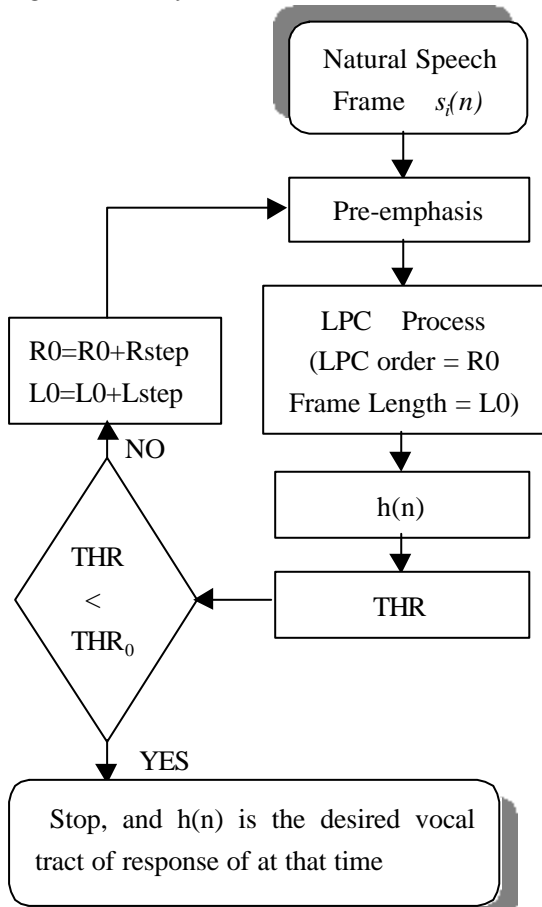 Natural Speech
Frame s_i(n)
Pre-emphasis
LPC Process
(LPC order = R0
Frame Length = L0)
h(n)
THR
THR
<
THR_0
NO
R0=R0+Rstep
L0=L0+Lstep
YES
Stop, and h(n) is the desired vocal
tract of response of at that time